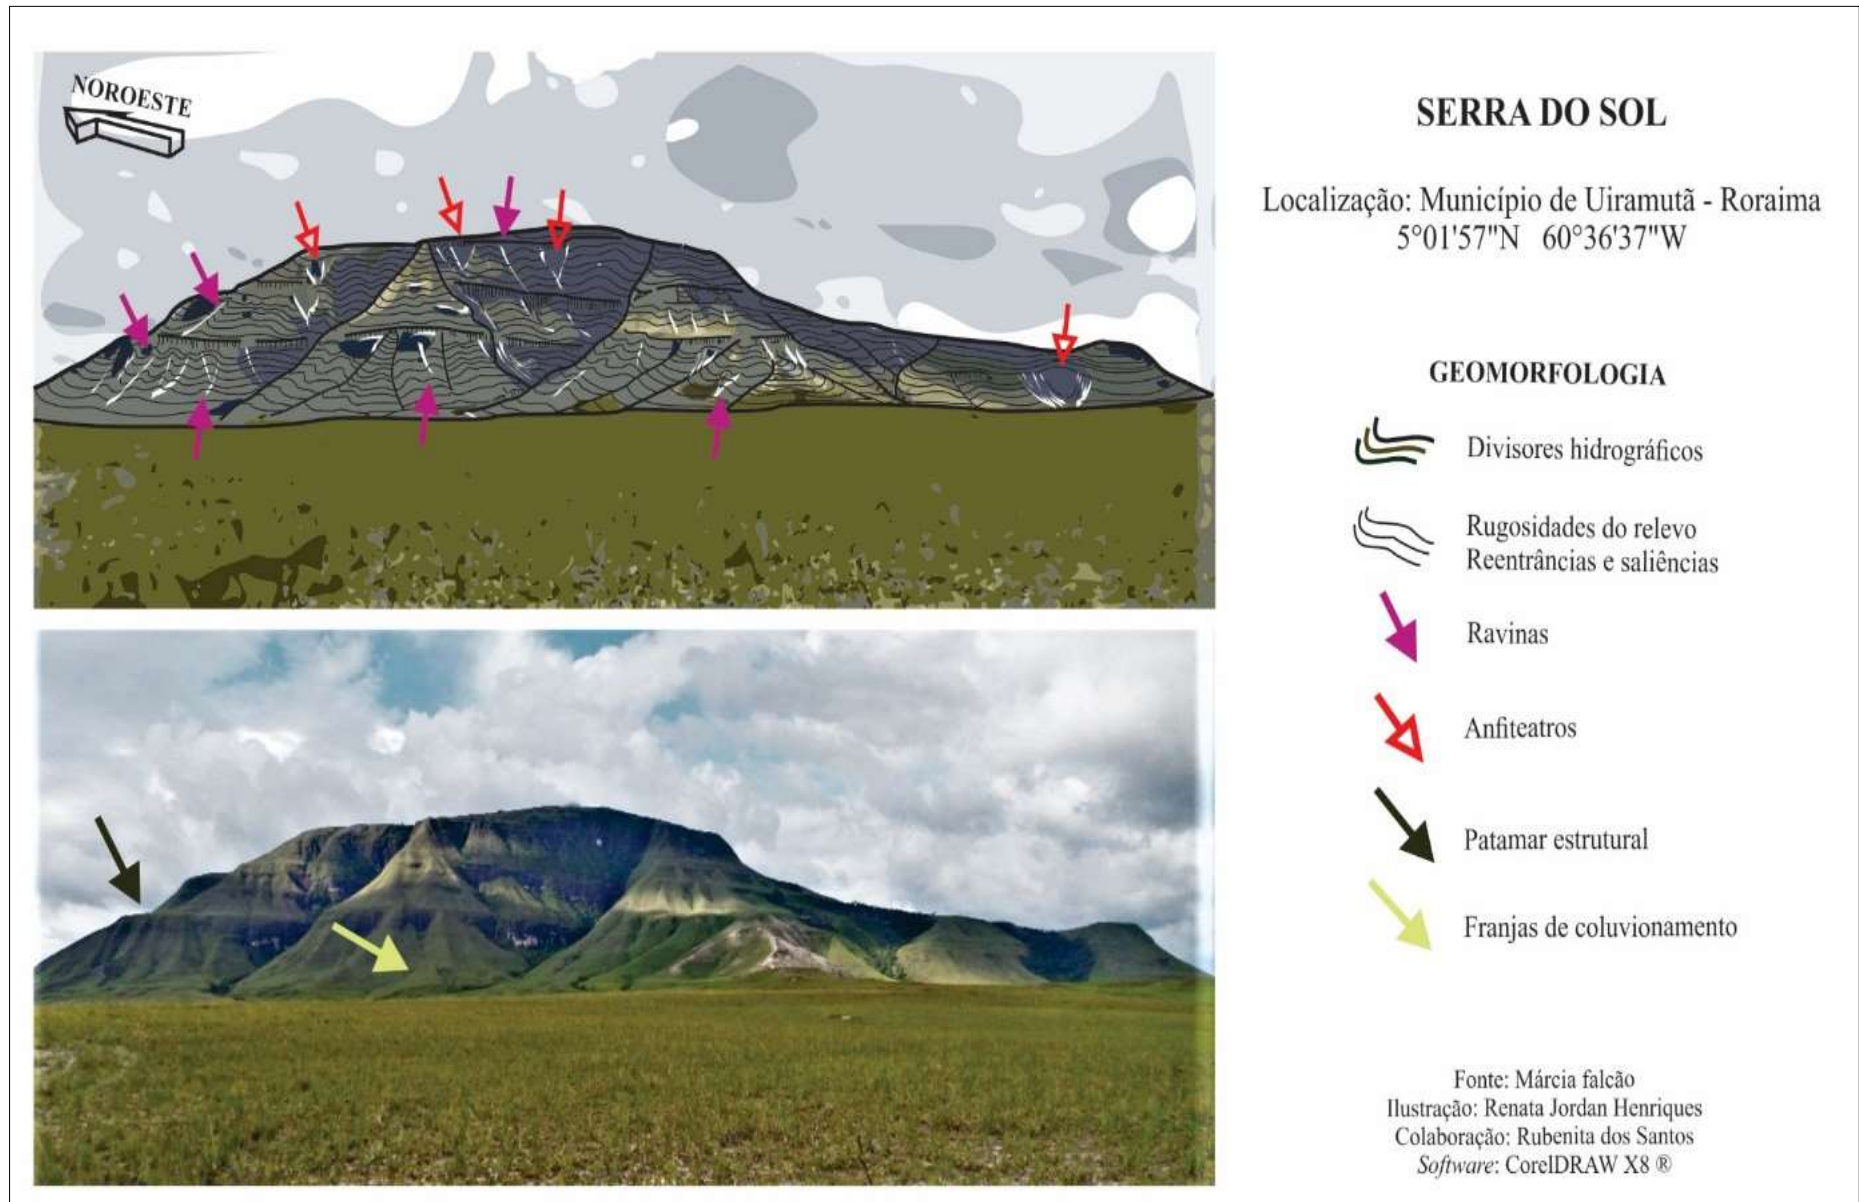 NOROESTE
SERRA DO SOL
Localização: Município de Uiramutã - Roraima
5°01'57"N 60°36'37"W
GEOMORFOLOGIA
Divisores hidrográficos
Rugosidades do relevo
Reentrâncias e saliências
Ravinas
Anfiteatros
Patamar estrutural
Franjas de coluvionamento
Fonte: Márcia falcão
Ilustração: Renata Jordan Henriques
Colaboração: Rubenita dos Santos
Software: CorelDRAW X8 ®